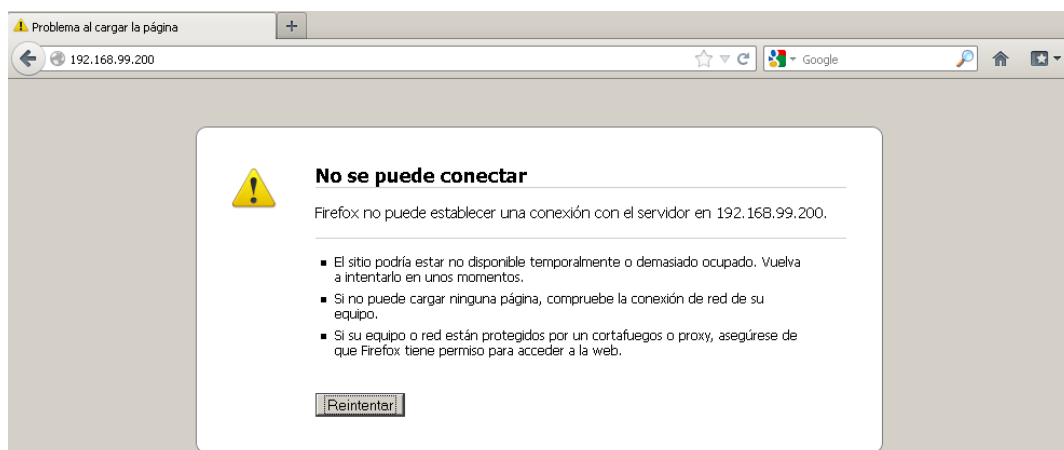 Problema al cargar la página
192.168.99.200
Google
No se puede conectar
Firefox no puede establecer una conexión con el servidor en 192.168.99.200.
El sitio podría estar no disponible temporalmente o demasiado ocupado. Vuelva
a intentarlo en unos momentos.
Si no puede cargar ninguna página, compruebe la conexión de red de su
equipo.
Si su equipo o red están protegidos por un cortafuegos o proxy, asegúrese de
que Firefox tiene permiso para acceder a la web.
Reintentar